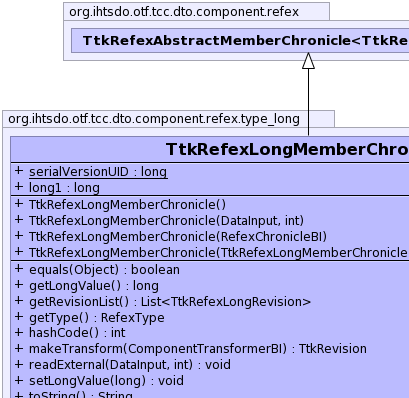 org.ihtsdo.otf.tcc.dto.component.refex
TtkRefexAbstractMemberChronicle<TtkRe
org.ihtsdo.otf.tcc.dto.component.refex.type_long
TtkRefexLongMemberChro
+ serialVersionUID : long
+ long1 : long
+ TtkRefexLongMemberChronicle()
+ TtkRefexLongMemberChronicle(DataInput, int)
+ TtkRefexLongMemberChronicle(RefexChronicleBI)
+ TtkRefexLongMemberChronicle(TtkRefexLongMemberChronicle
+ equals(Object) : boolean
+ getLongValue() : long
+ getRevisionList() : List<TtkRefexLongRevision>
+ getType() : RefexType
+ hashCode() : int
+ makeTransform(ComponentTransformerBI) : TtkRevision
+ readExternal(DataInput, int) : void
+ setLongValue(long) : void
+ toString() : String